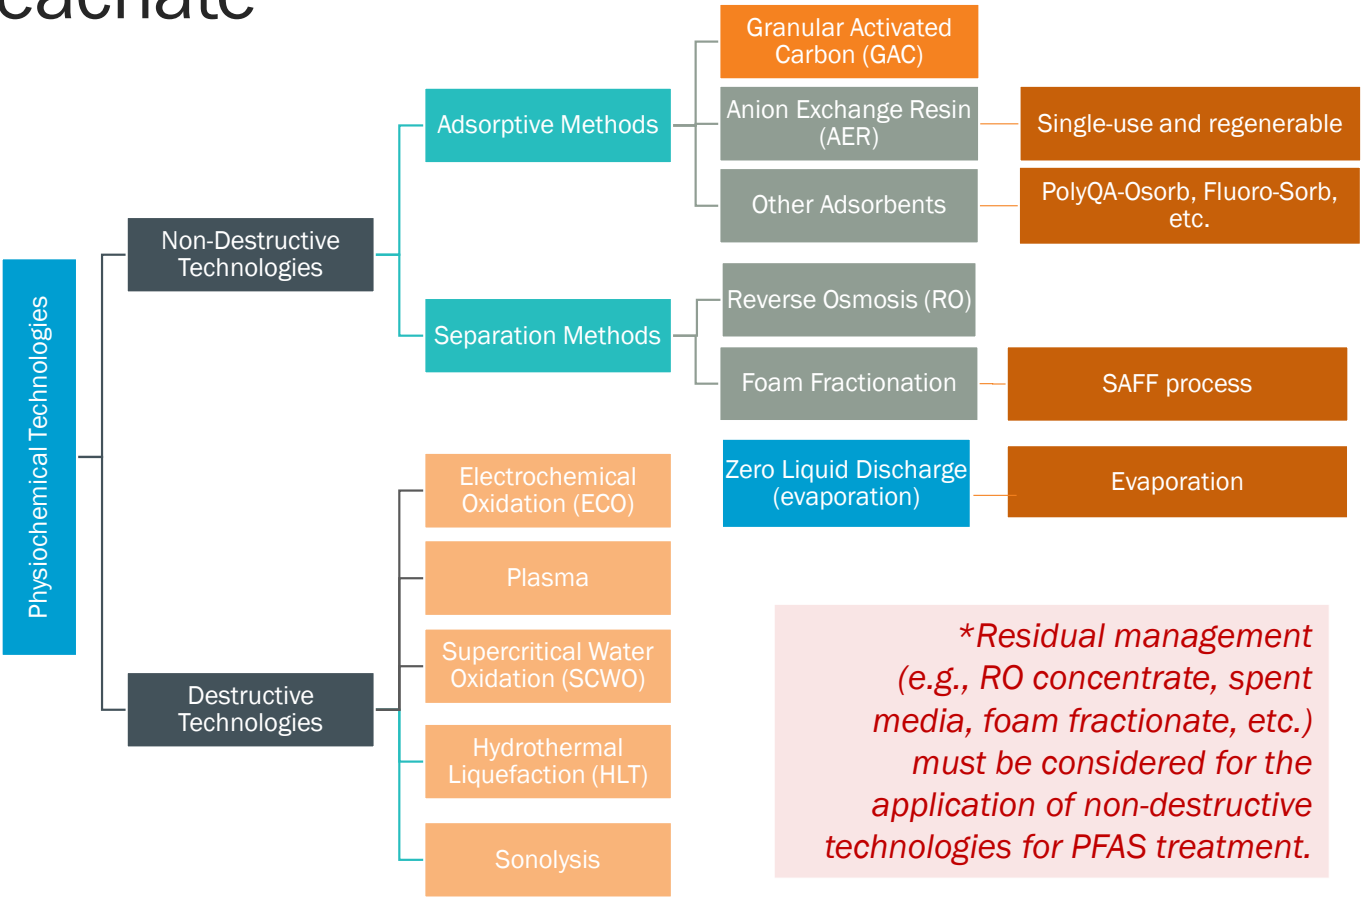 Physiochemical Technologies
Non-Destructive
Technologies
Adsorptive Methods
Granular Activated
Carbon (GAC)
Anion Exchange Resin
(AER)
Single-use and regenerable
Other Adsorbents
PolyQA-Osorb, Fluoro-Sorb,
etc.
Separation Methods
Reverse Osmosis (RO)
Foam Fractionation
SAFF process
Zero Liquid Discharge
(evaporation)
Evaporation
Destructive
Technologies
Electrochemical
Oxidation (ECO)
Plasma
Supercritical Water
Oxidation (SCWO)
Hydrothermal
Liquefaction (HLT)
Sonolysis
*Residual management
(e.g., RO concentrate, spent
media, foam fractionate, etc.)
must be considered for the
application of non-destructive
technologies for PFAS treatment.